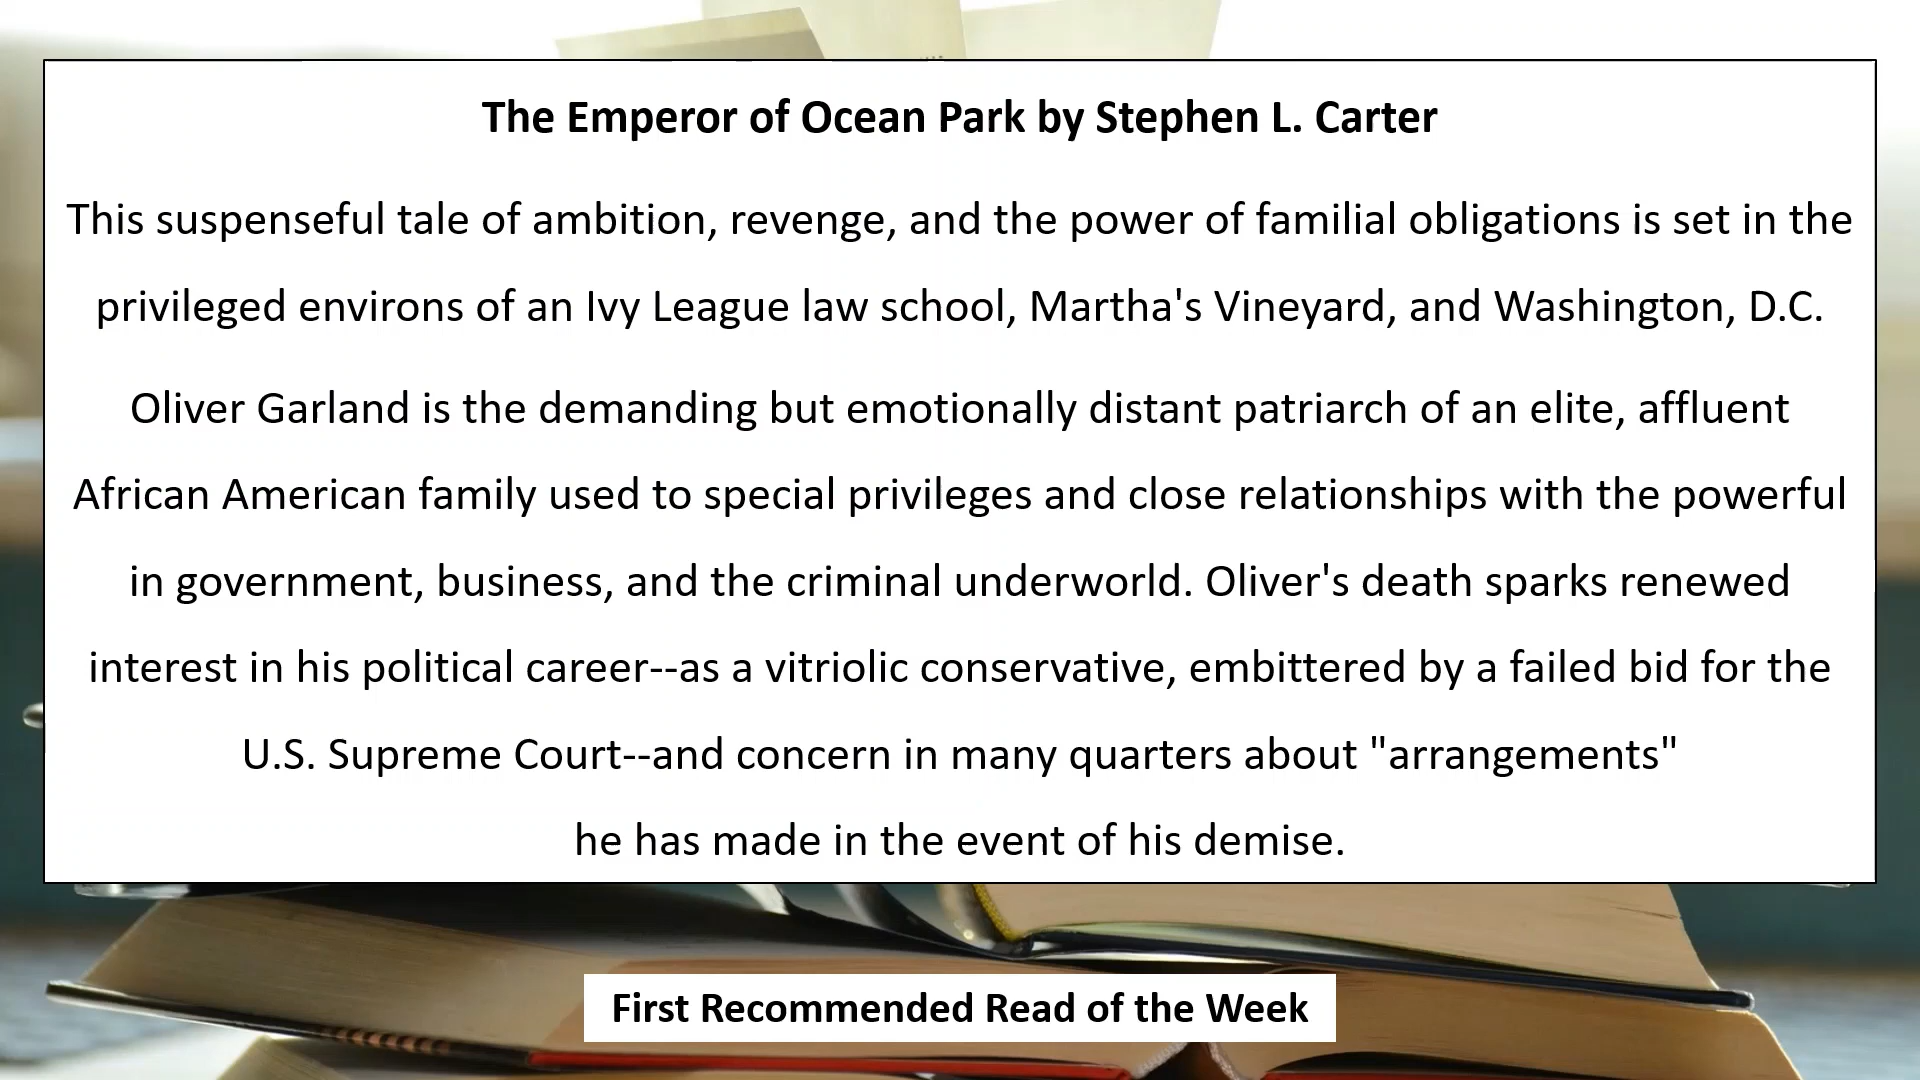 The Emperor of Ocean Park by Stephen L. Carter
This suspenseful tale of ambition, revenge, and the power of familial obligations is set in the
privileged environs of an Ivy League law school, Martha's Vineyard, and Washington, D.C.
Oliver Garland is the demanding but emotionally distant patriarch of an elite, affluent
African American family used to special privileges and close relationships with the powerful
in government, business, and the criminal underworld. Oliver's death sparks renewed
interest in his political career--as a vitriolic conservative, embittered by a failed bid for the
U.S. Supreme Court--and concern in many quarters about "arrangements"
he has made in the event of his demise.
First Recommended Read of the Week